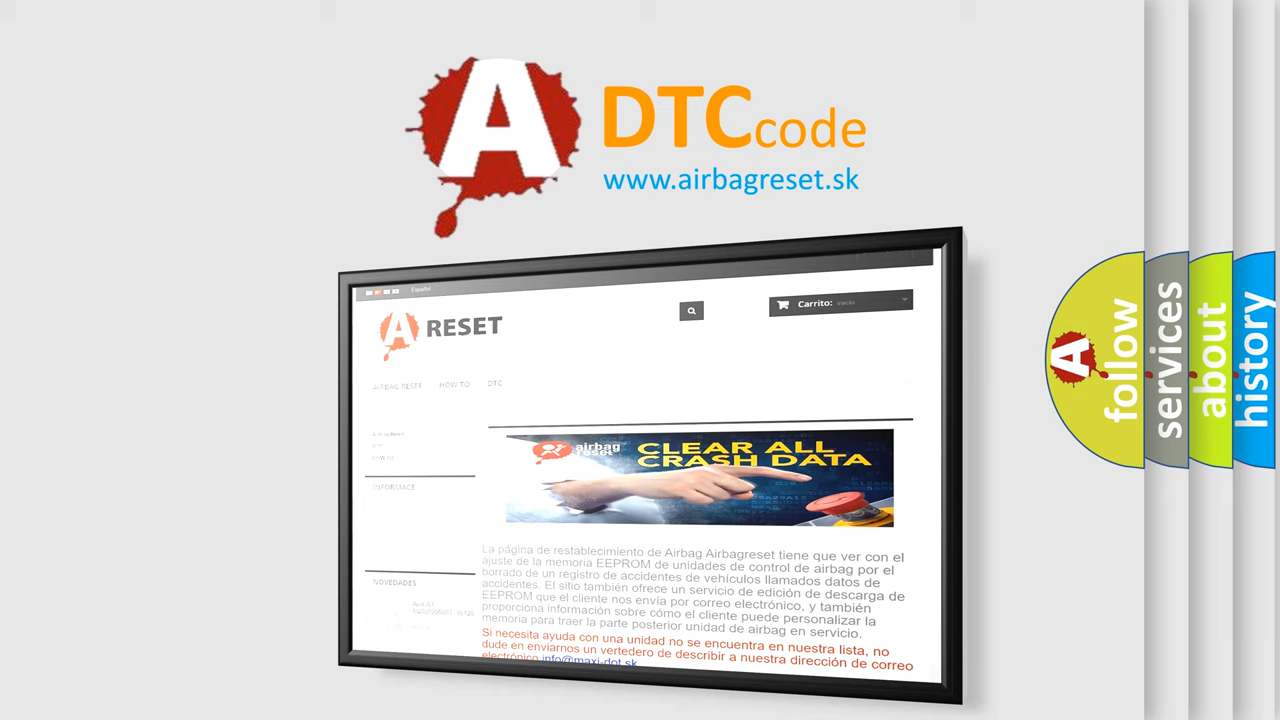 A
DTCcode
www.airbagreset.sk
Español
A RESET
Carrito: vacío
AIRBAG RESET HOW TO DTC
INFORMACE
NOVEDADES
airbag
reset
CLEAR ALL
CRASH DATA
La página de restablecimiento de Airbag Airbagreset tiene que ver con el
ajuste de la memoria EEPROM de unidades de control de airbag por el
borrado de un registro de accidentes de vehículos llamados datos de
accidentes. El sitio también ofrece un servicio de edición de descarga de
EEPROM que el cliente nos envía por correo electrónico, y también
proporciona información sobre cómo el cliente puede personalizar la
memoria para traer la parte posterior unidad de airbag en servicio.
Si necesita ayuda con una unidad no se encuentra en nuestra lista, no
dude en enviarnos un vertedero de describir a nuestra dirección de correo
electrónico info@maxi-dot.sk
A
follow
services
about
history